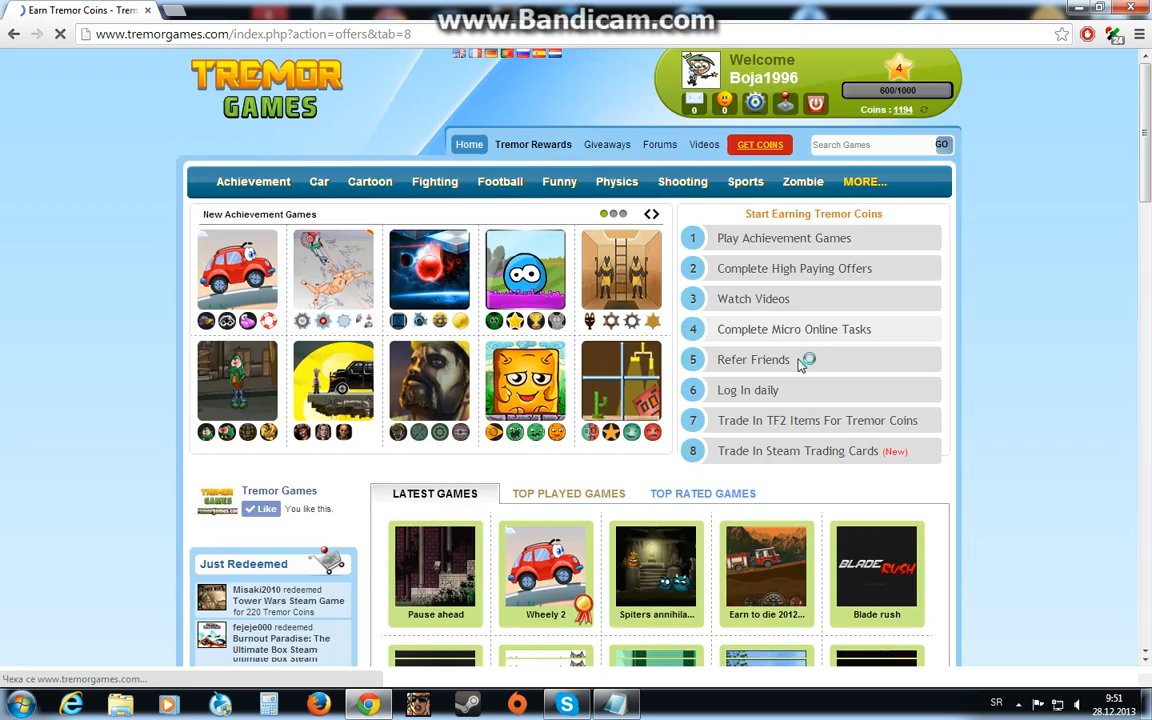 Earn Tremor Coins - Trem
www.Bandicam.com
www.tremorgames.com/index.php?action=offers&tab=8
24
TREMOR
GAMES
Welcome
Boja1996
4
600/1000
0
0
Coins : 1194
Home
Tremor Rewards
Giveaways
Forums
Videos
GET COINS
Search Games
GO
Achievement
Car
Cartoon
Fighting
Football
Funny
Physics
Shooting
Sports
Zombie
MORE...
New Achievement Games
Start Earning Tremor Coins
1 Play Achievement Games
2 Complete High Paying Offers
3 Watch Videos
4 Complete Micro Online Tasks
5 Refer Friends
6 Log In daily
7 Trade In TF2 Items For Tremor Coins
8 Trade In Steam Trading Cards (New)
Tremor Games
Like
You like this.
LATEST GAMES
TOP PLAYED GAMES
TOP RATED GAMES
Just Redeemed
Misaki2010 redeemed
Tower Wars Steam Game
for 220 Tremor Coins
fejeje000 redeemed
Burnout Paradise: The
Ultimate Box Steam
BLADE RUSH
Pause ahead
Wheely 2
Spiters annihila...
Earn to die 2012...
Blade rush
Чека се www.tremorgames.com...
SR
9:51
28.12.2013